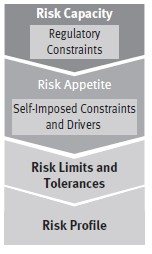 Risk Capacity
Regulatory
Constraints
Risk Appetite
Self-Imposed Constraints
and Drivers
Risk Limits and
Tolerances
Risk Profile